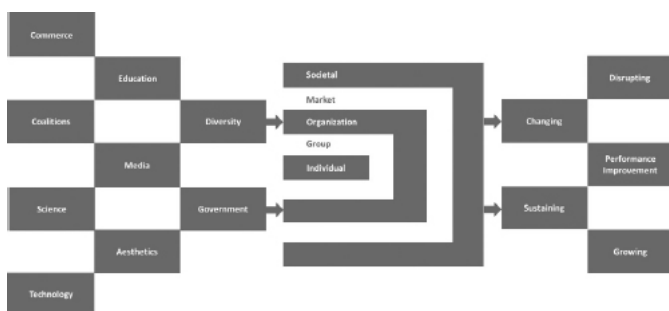 Commerce
Education
Coalitions
Diversity
Media
Science
Government
Aesthetics
Technology
Societal
Market
Organization
Group
Individual
Disrupting
Changing
Performance
Improvement
Sustaining
Growing